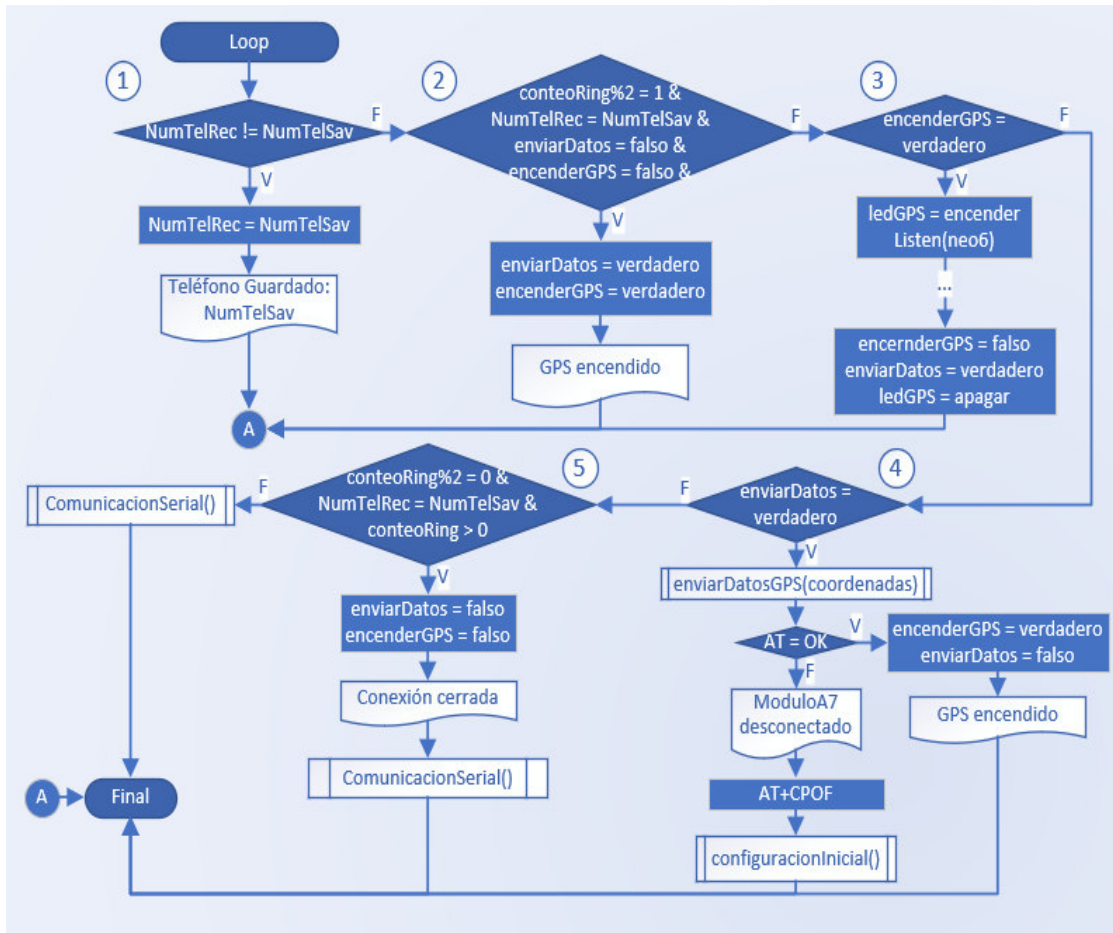 Loop
1
NumTelRec != NumTelSav
F
V
NumTelRec = NumTelSav
Teléfono Guardado:
NumTelSav
A
2
conteoRing%2 = 1 &
NumTelRec = NumTelSav &
enviarDatos = falso &
encenderGPS = falso &
F
V
enviarDatos = verdadero
encenderGPS = verdadero
GPS encendido
3
encenderGPS =
verdadero
F
V
ledGPS = encender
Listen(neo6)
...
encernderGPS = falso
enviarDatos = verdadero
ledGPS = apagar
4
enviarDatos =
verdadero
F
V
enviarDatosGPS(coordenadas)
AT = OK
V
F
encenderGPS = verdadero
enviarDatos = falso
GPS encendido
ModuloA7
desconectado
AT+CPOF
configuracionInicial()
5
conteoRing%2 = 0 &
NumTelRec = NumTelSav &
conteoRing > 0
F
V
enviarDatos = falso
encenderGPS = falso
Conexión cerrada
ComunicacionSerial()
ComunicacionSerial()
A
Final